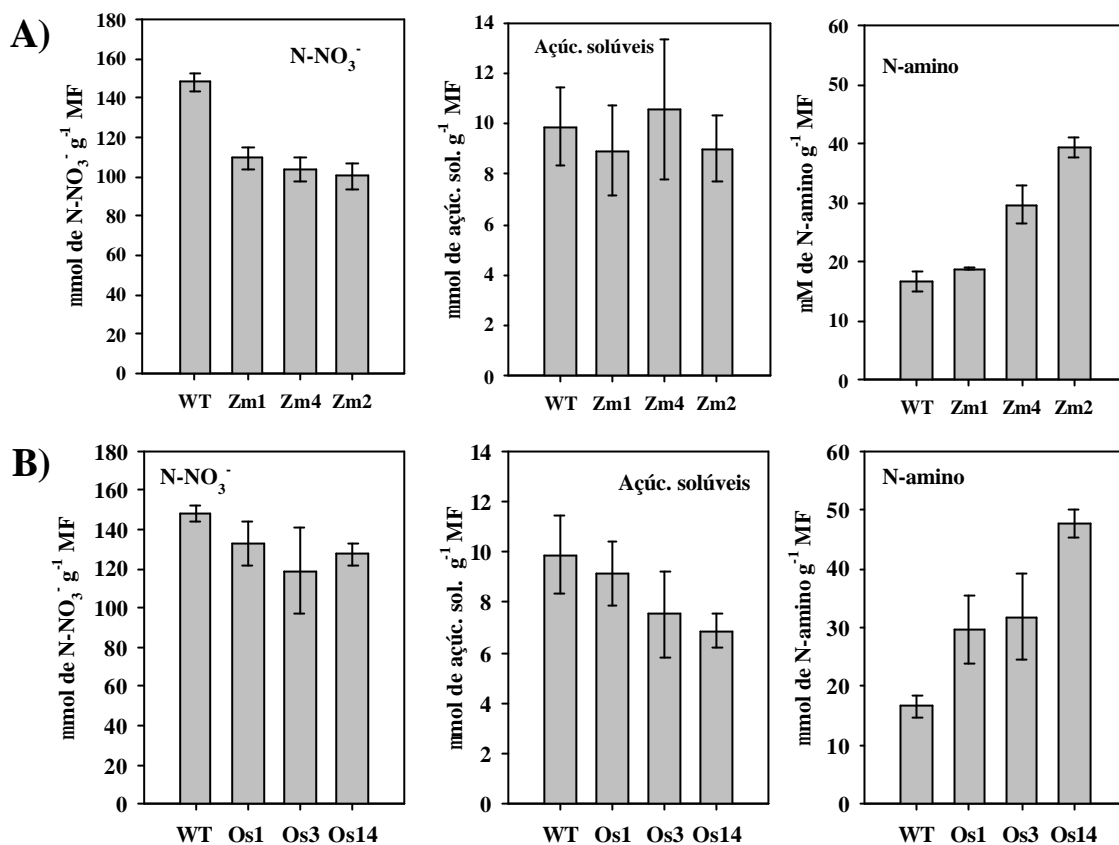 A)
N-NO3-
mmol de N-NO3- g-1 MF
180
160
140
120
100
80
60
40
20
0
WT Zm1 Zm4 Zm2
Açúc. solúveis
mmol de açúc. sol. g-1 MF
14
12
10
8
6
4
2
0
WT Zm1 Zm4 Zm2
N-amino
mM de N-amino g-1 MF
60
50
40
30
20
10
0
WT Zm1 Zm4 Zm2
B)
N-NO3-
mmol de N-NO3- g-1 MF
180
160
140
120
100
80
60
40
20
0
WT Os1 Os3 Os14
Açúc. solúveis
mmol de açúc. sol. g-1 MF
14
12
10
8
6
4
2
0
WT Os1 Os3 Os14
N-amino
mmol de N-amino g-1 MF
60
50
40
30
20
10
0
WT Os1 Os3 Os14